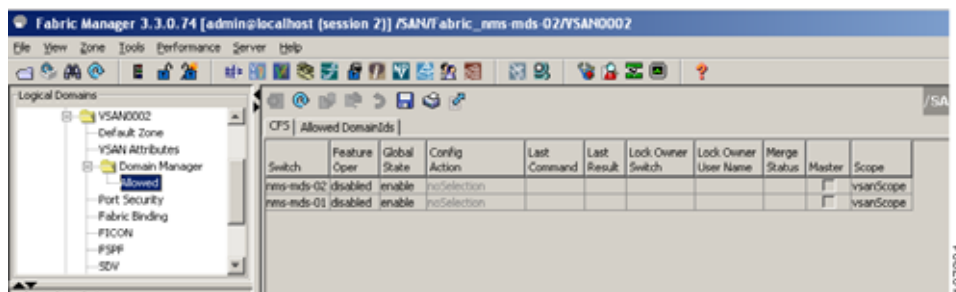 Fabric Manager 3.3.0.74 [admin@localhost (session 2)] /SAN/Fabric_nms-mds-02/VSAN0002
File View Zone Tools Performance Server Help
Logical Domains
VSAN0002
Default Zone
VSAN Attributes
Domain Manager
Allowed
Port Security
Fabric Binding
FICON
FSPF
SDV
/SA
CFS Allowed DomainIds
Switch Feature Oper Global State Config Action Last Command Last Result Lock Owner Switch Lock Owner User Name Merge Status Master Scope
nms-mds-02 disabled enable noSelection vsanScope
nms-mds-01 disabled enable noSelection vsanScope